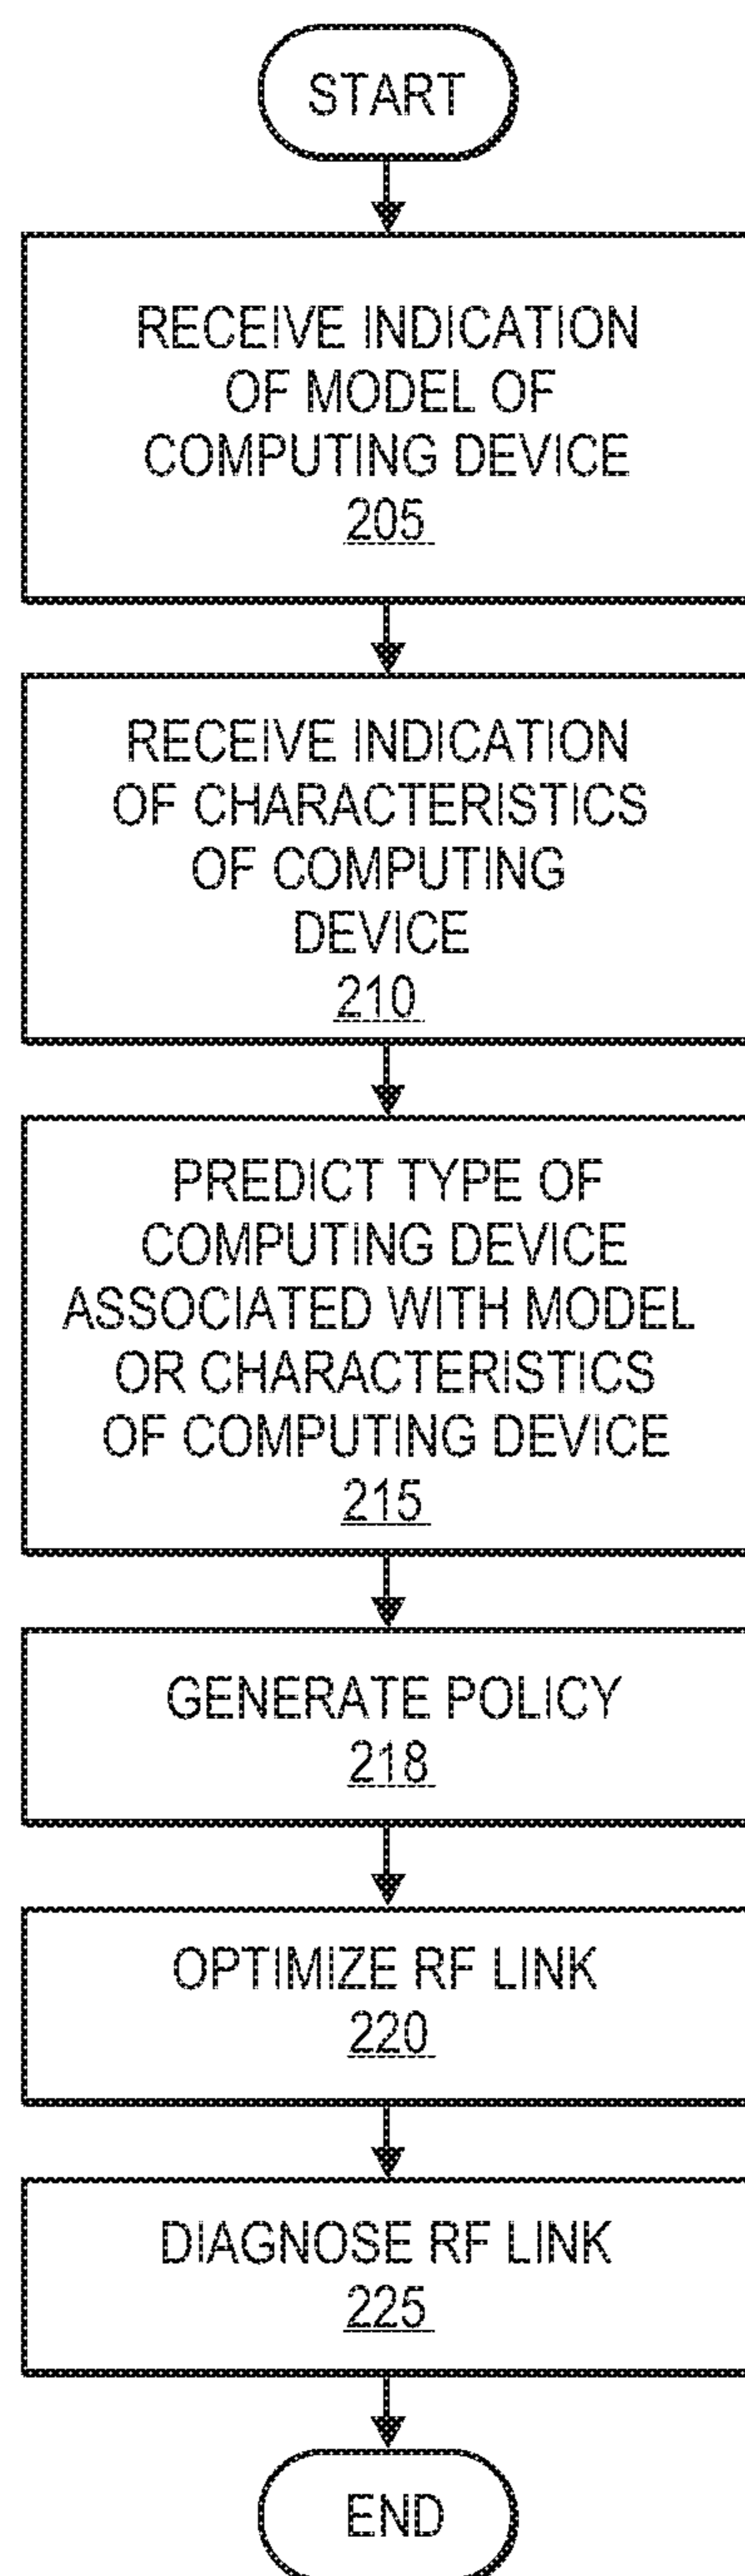 START
RECEIVE INDICATION
OF MODEL OF
COMPUTING DEVICE
205
RECEIVE INDICATION
OF CHARACTERISTICS
OF COMPUTING
DEVICE
210
PREDICT TYPE OF
COMPUTING DEVICE
ASSOCIATED WITH MODEL
OR CHARACTERISTICS
OF COMPUTING DEVICE
215
GENERATE POLICY
218
OPTIMIZE RF LINK
220
DIAGNOSE RF LINK
225
END